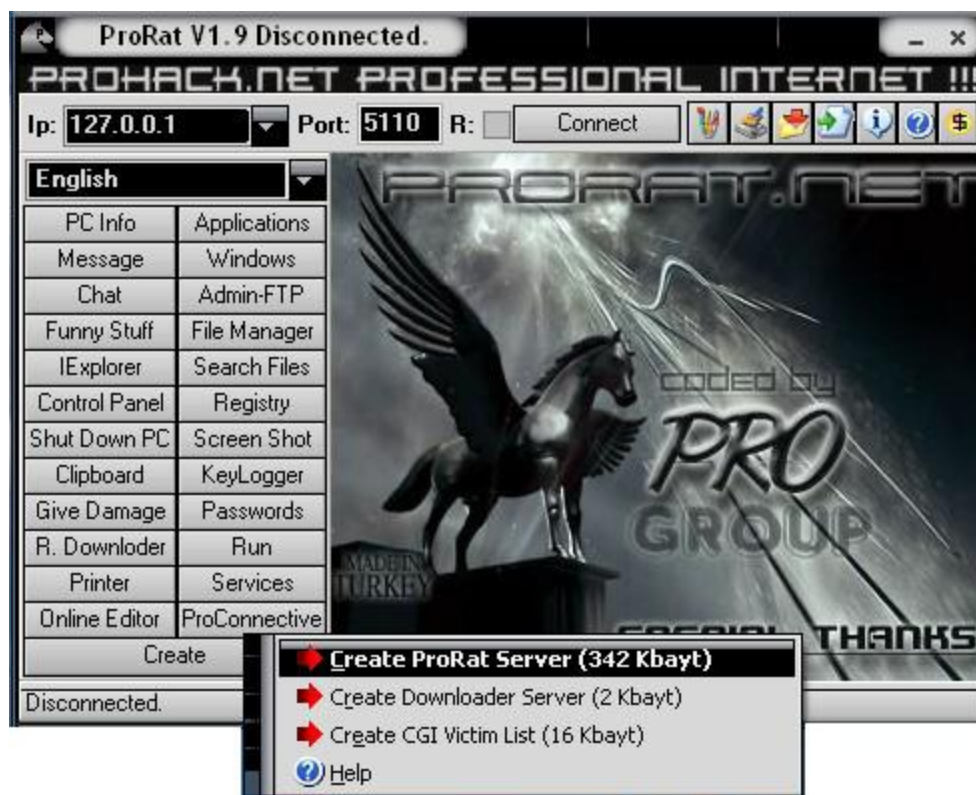 ProRat V1.9 Disconnected.
PROHACK.NET PROFESSIONAL INTERNET !!!
Ip: 127.0.0.1 Port: 5110 R: Connect
English
PC Info Applications
Message Windows
Chat Admin-FTP
Funny Stuff File Manager
IExplorer Search Files
Control Panel Registry
Shut Down PC Screen Shot
Clipboard KeyLogger
Give Damage Passwords
R. Downloder Run
Printer Services
Online Editor ProConnective
Create
PRORAT.NET
coded by
PRO
GROUP
MADE IN
TURKEY
THANKS
Create ProRat Server (342 Kbayt)
Create Downloader Server (2 Kbayt)
Create CGI Victim List (16 Kbayt)
Help
Disconnected.